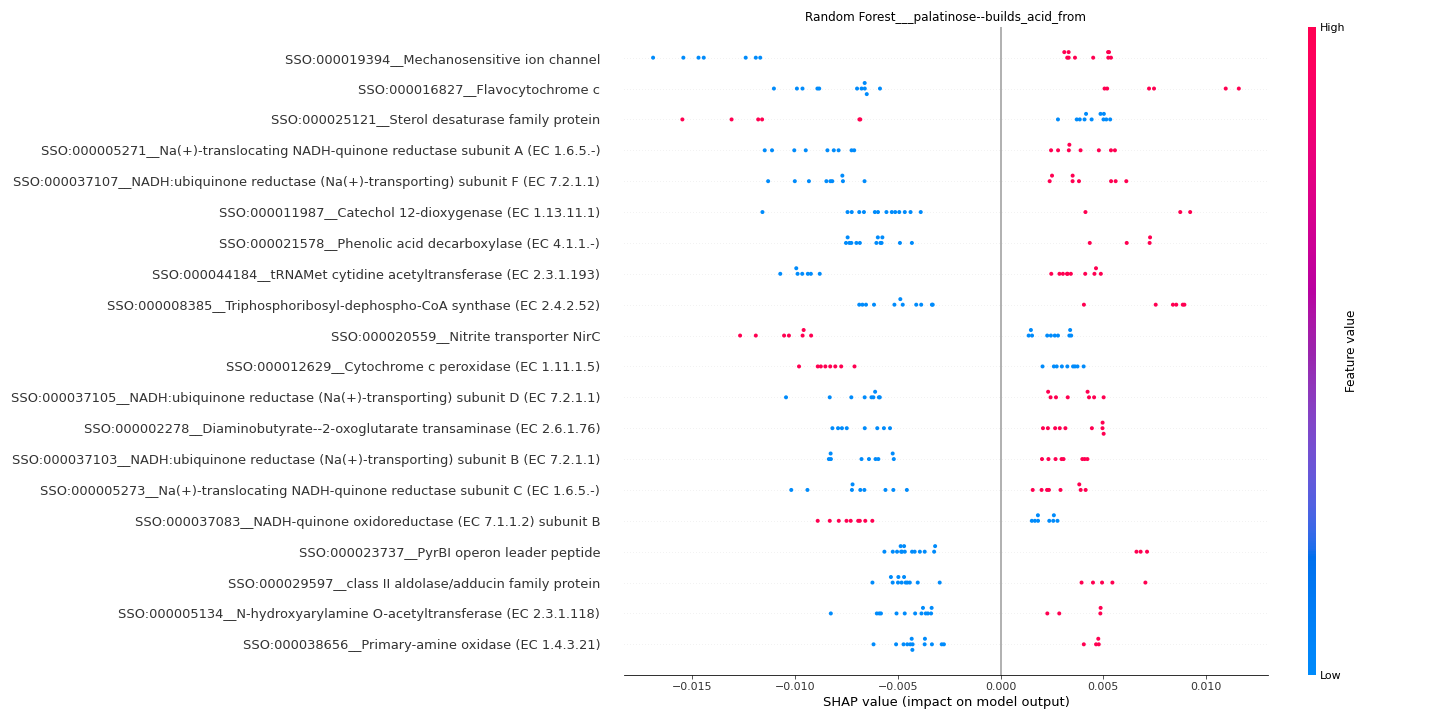 Random Forest___palatinose--builds_acid_from
High
SSO:000019394__Mechanosensitive ion channel
SSO:000016827__Flavocytochrome c
SSO:000025121__Sterol desaturase family protein
SSO:000005271__Na(+)-translocating NADH-quinone reductase subunit A (EC 1.6.5.-)
SSO:000037107__NADH:ubiquinone reductase (Na(+)-transporting) subunit F (EC 7.2.1.1)
SSO:000011987__Catechol 12-dioxygenase (EC 1.13.11.1)
SSO:000021578__Phenolic acid decarboxylase (EC 4.1.1.-)
SSO:000044184__tRNAMet cytidine acetyltransferase (EC 2.3.1.193)
SSO:000008385__Triphosphoribosyl-dephospho-CoA synthase (EC 2.4.2.52)
SSO:000020559__Nitrite transporter NirC
SSO:000012629__Cytochrome c peroxidase (EC 1.11.1.5)
SSO:000037105__NADH:ubiquinone reductase (Na(+)-transporting) subunit D (EC 7.2.1.1)
SSO:000002278__Diaminobutyrate--2-oxoglutarate transaminase (EC 2.6.1.76)
SSO:000037103__NADH:ubiquinone reductase (Na(+)-transporting) subunit B (EC 7.2.1.1)
SSO:000005273__Na(+)-translocating NADH-quinone reductase subunit C (EC 1.6.5.-)
SSO:000037083__NADH-quinone oxidoreductase (EC 7.1.1.2) subunit B
SSO:000023737__PyrBI operon leader peptide
SSO:000029597__class II aldolase/adducin family protein
SSO:000005134__N-hydroxyarylamine O-acetyltransferase (EC 2.3.1.118)
SSO:000038656__Primary-amine oxidase (EC 1.4.3.21)
Feature value
Low
−0.015 −0.010 −0.005 0.000 0.005 0.010
SHAP value (impact on model output)